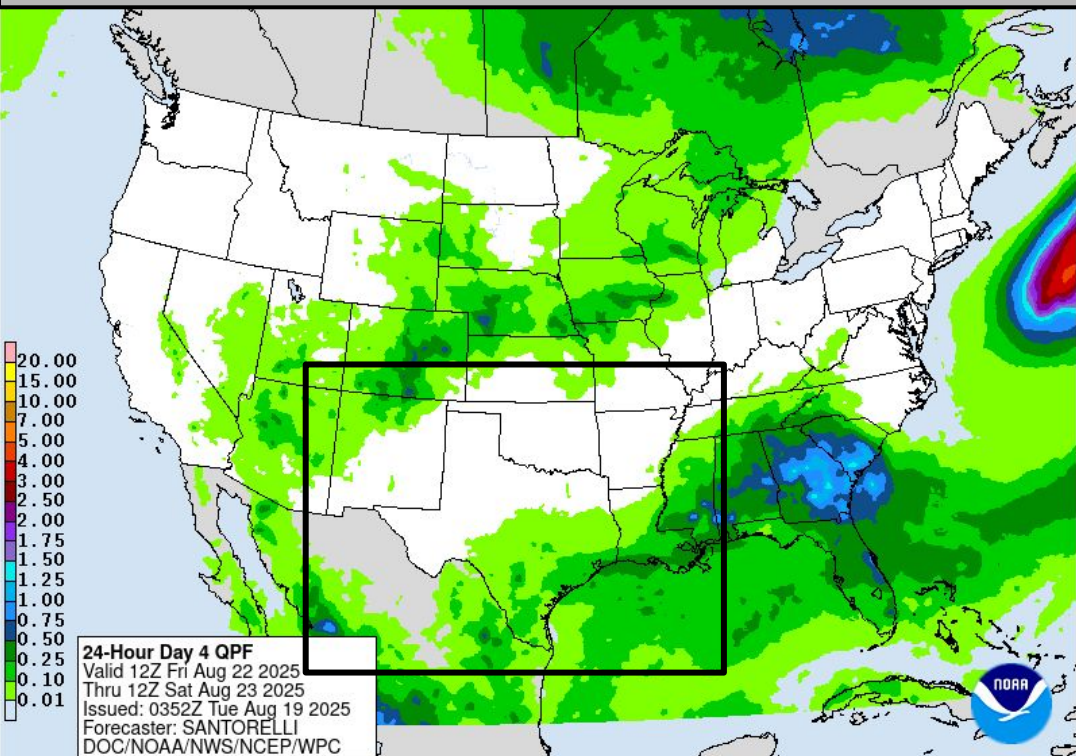 20.00
15.00
10.00
7.00
5.00
4.00
3.00
2.50
2.00
1.75
1.50
1.25
1.00
0.75
0.50
0.25
0.10
0.01
24-Hour Day 4 QPF
Valid 12Z Fri Aug 22 2025
Thru 12Z Sat Aug 23 2025
Issued: 0352Z Tue Aug 19 2025
Forecaster: SANTORELLI
DOC/NOAA/NWS/NCEP/WPC
NOAA